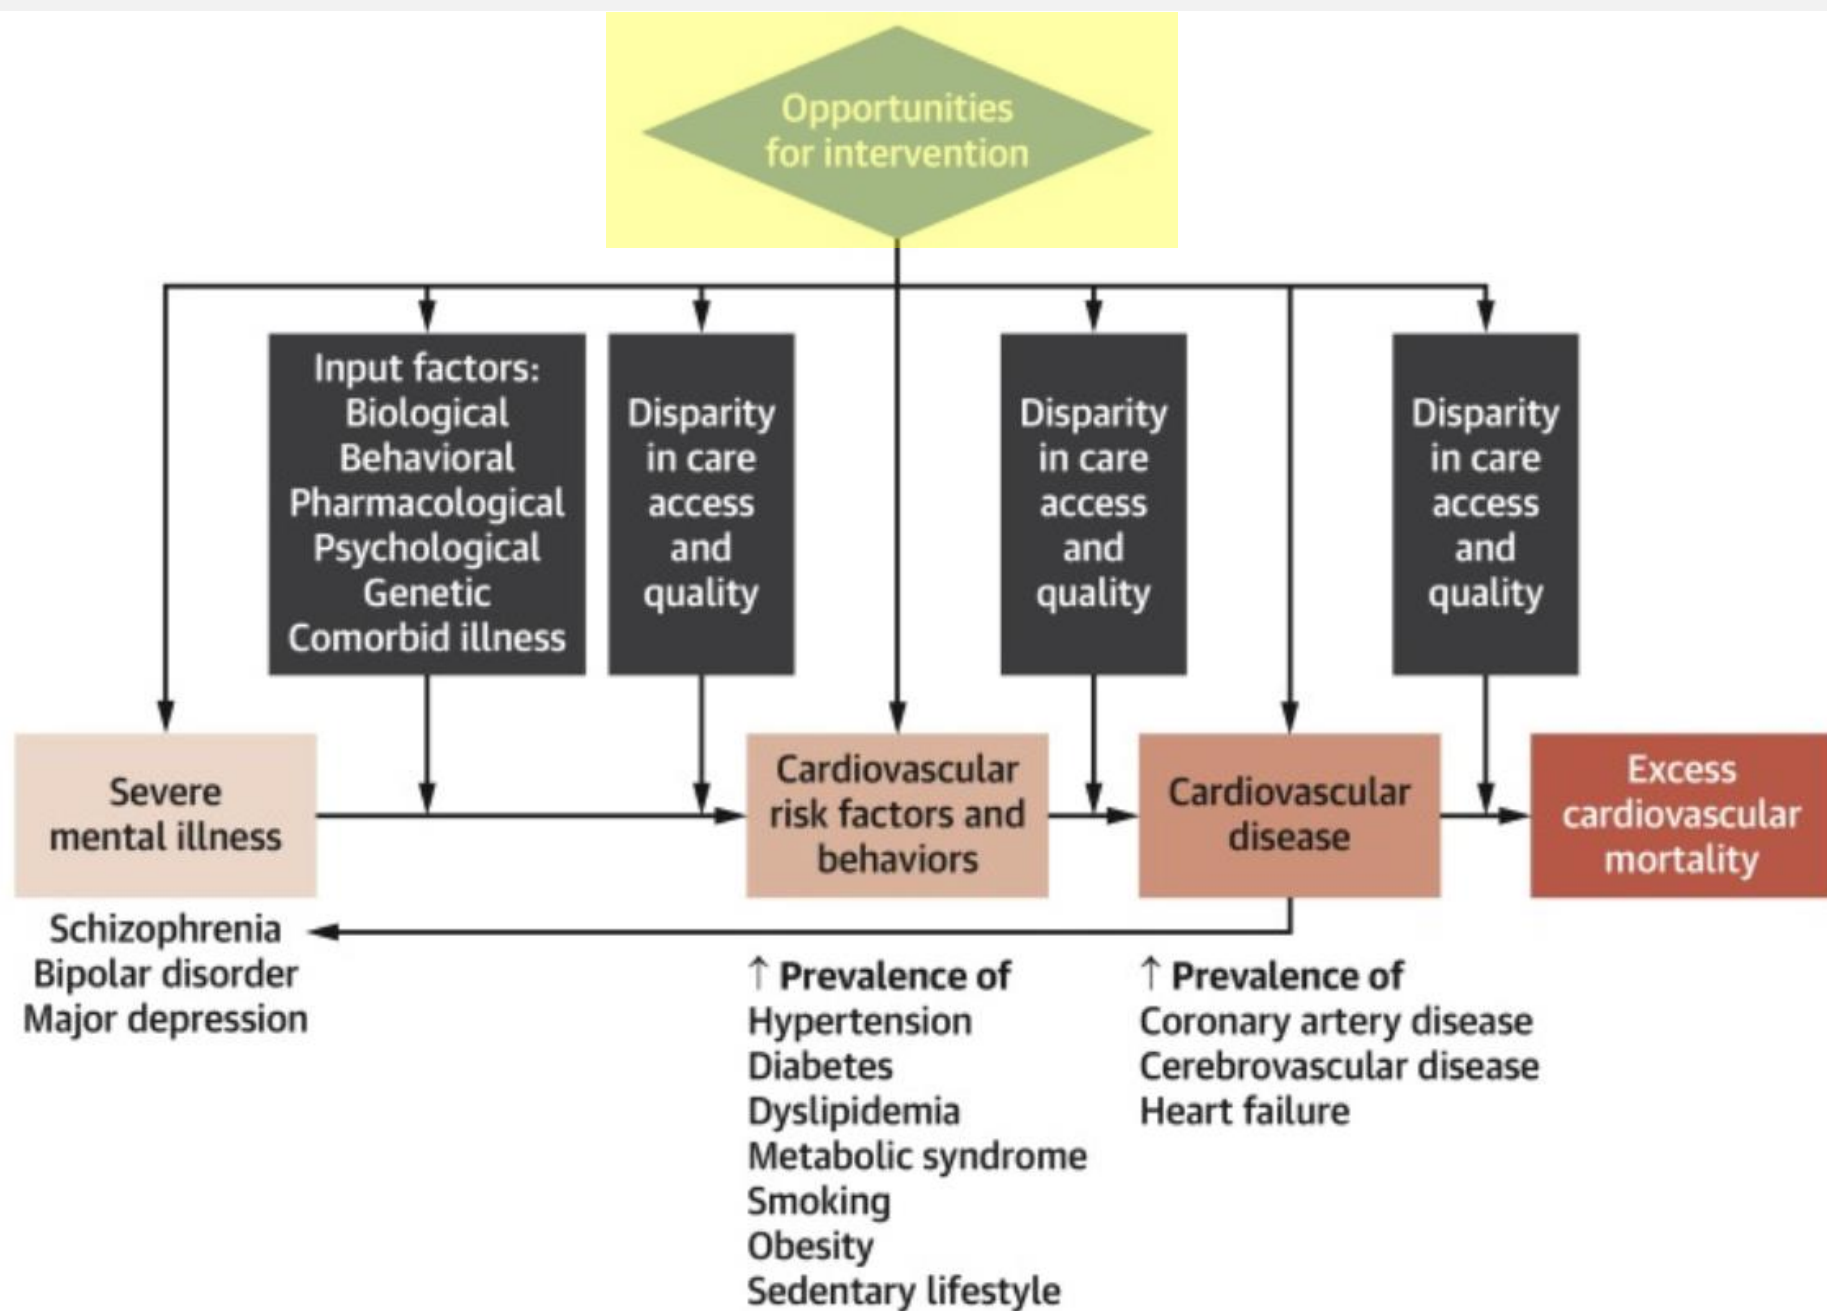 Opportunities
for intervention
Input factors:
Biological
Behavioral
Pharmacological
Psychological
Genetic
Comorbid illness
Disparity
in care
access
and
quality
Disparity
in care
access
and
quality
Disparity
in care
access
and
quality
Severe
mental illness
Cardiovascular
risk factors and
behaviors
Cardiovascular
disease
Excess
cardiovascular
mortality
Schizophrenia
Bipolar disorder
Major depression
↑ Prevalence of
Hypertension
Diabetes
Dyslipidemia
Metabolic syndrome
Smoking
Obesity
Sedentary lifestyle
↑ Prevalence of
Coronary artery disease
Cerebrovascular disease
Heart failure